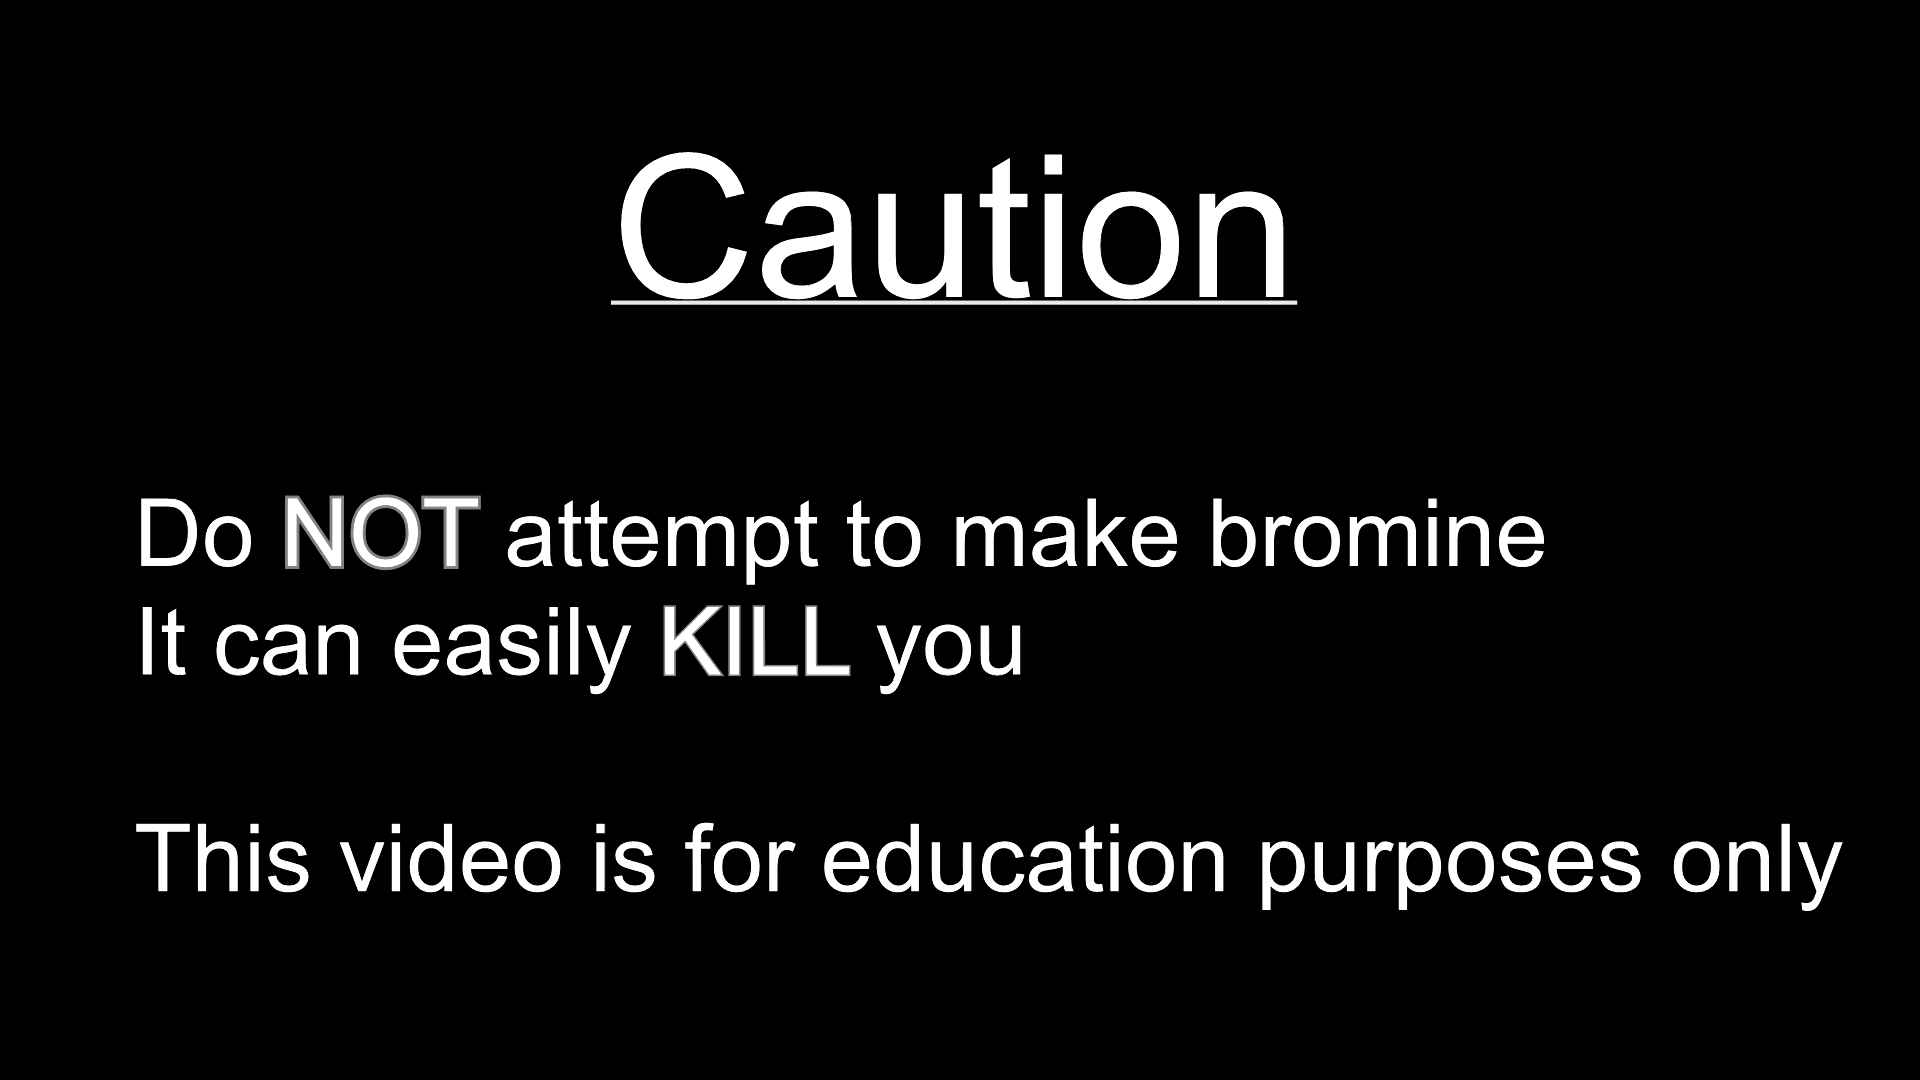 Caution
Do NOT attempt to make bromine
It can easily KILL you
This video is for education purposes only